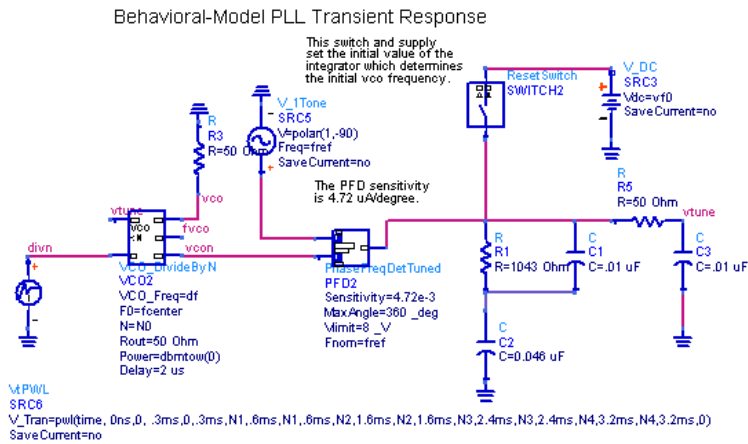 Behavioral-Model PLL Transient Response
This switch and supply
set the initial value of the
integrator which determines
the initial vco frequency.
ResetSwitch
SWITCH2
V_DC
SRC3
Vdc=vf0
SaveCurrent=no
V_1Tone
SRC5
V=polar(1,-90)
Freq=fref
SaveCurrent=no
R
R3
R=50 Ohm
The PFD sensitivity
is 4.72 uA/degree.
R
R5
R=50 Ohm
vtune
vtune
vco
fvco
vcon
divn
VCO
÷N
VCO_DivideByN
VCO2
VCO_Freq=df
F0=fcenter
N=N0
Rout=50 Ohm
Power=dbmtow(0)
Delay=2 us
PhaseFreqDetTuned
PFD2
Sensitivity=4.72e-3
MaxAngle=360 _deg
Vlimit=8 _V
Fnom=fref
R
R1
R=1043 Ohm
C
C1
C=.01 uF
C
C3
C=.01 uF
C
C2
C=0.046 uF
VtPWL
SRC6
V_Tran=pwl(time, 0ns,0, .3ms,0,.3ms,N1,.6ms,N1,.6ms,N2,1.6ms,N2,1.6ms,N3,2.4ms,N3,2.4ms,N4,3.2ms,N4,3.2ms,0)
SaveCurrent=no